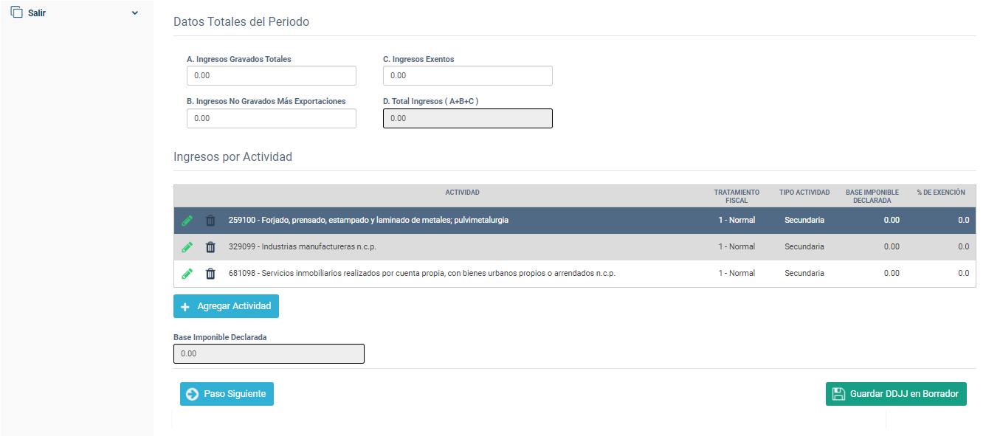 Salir
Datos Totales del Periodo
A. Ingresos Gravados Totales
C. Ingresos Exentos
0.00
0.00
B. Ingresos No Gravados Más Exportaciones
D. Total Ingresos ( A+B+C )
0.00
0.00
Ingresos por Actividad
ACTIVIDAD TRATAMIENTO FISCAL TIPO ACTIVIDAD BASE IMPONIBLE DECLARADA % DE EXENCIÓN
259100 - Forjado, prensado, estampado y laminado de metales; pulvimetalurgia 1 - Normal Secundaria 0.00 0.0
329099 - Industrias manufactureras n.c.p. 1 - Normal Secundaria 0.00 0.0
681098 - Servicios inmobiliarios realizados por cuenta propia, con bienes urbanos propios o arrendados n.c.p. 1 - Normal Secundaria 0.00 0.0
Agregar Actividad
Base Imponible Declarada
0.00
Paso Siguiente
Guardar DDJJ en Borrador